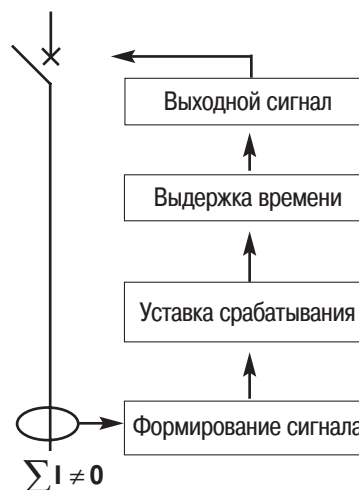 Выходной сигнал
Выдержка времени
Уставка срабатывания
Формирование сигнала
∑I ≠ 0